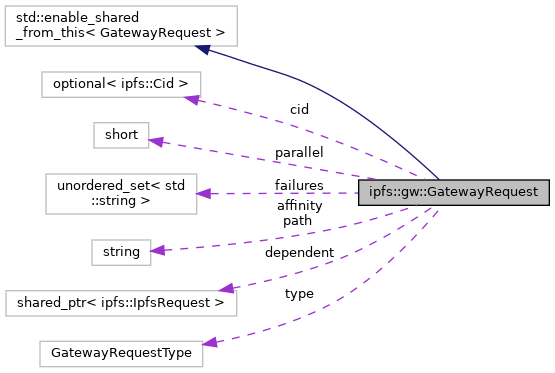 std::enable_shared
_from_this< GatewayRequest >
optional< ipfs::Cid >
cid
short
parallel
unordered_set< std
::string >
failures
ipfs::gw::GatewayRequest
affinity
path
string
dependent
shared_ptr< ipfs::IpfsRequest >
type
GatewayRequestType